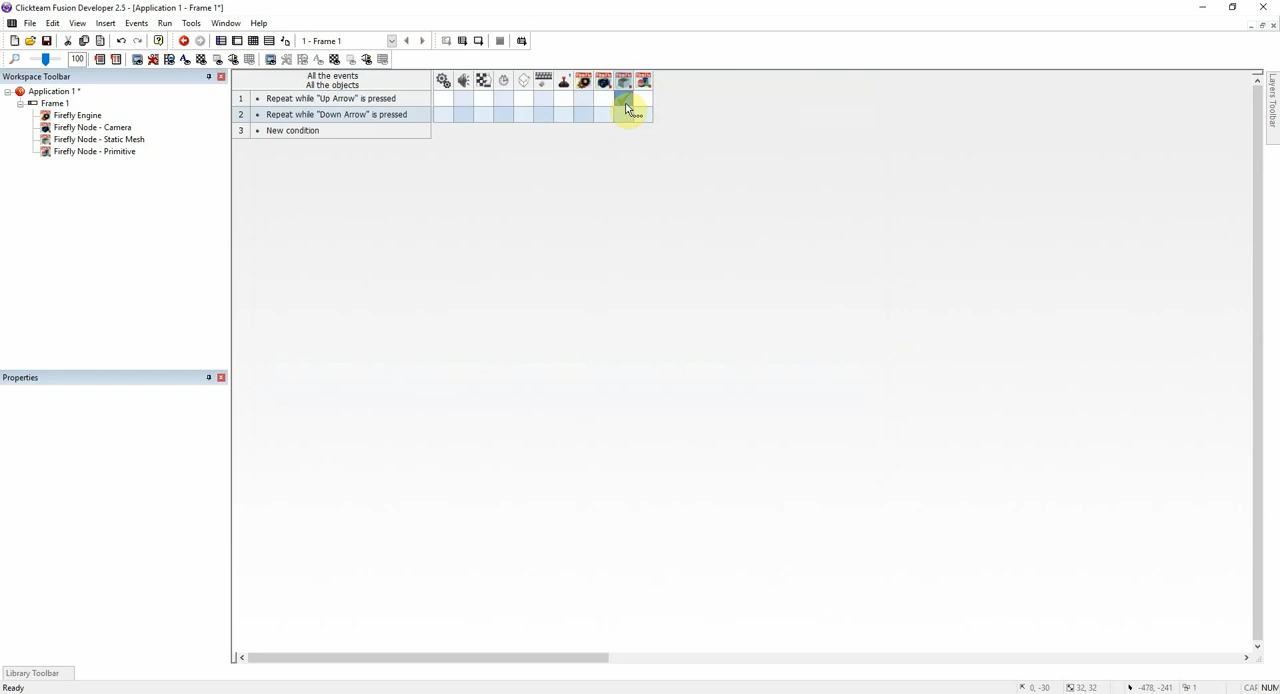 Clickteam Fusion Developer 2.5 - [Application 1 - Frame 1*]
File Edit View Insert Events Run Tools Window Help
1 - Frame 1
100
Workspace Toolbar
Application 1 *
Frame 1
Firefly Engine
Firefly Node - Camera
Firefly Node - Static Mesh
Firefly Node - Primitive
All the events
All the objects
1 • Repeat while "Up Arrow" is pressed
2 • Repeat while "Down Arrow" is pressed
3 • New condition
Layers Toolbar
Properties
Library Toolbar
Ready
0, -30 32, 32 -478, -241 1 CAP NUM